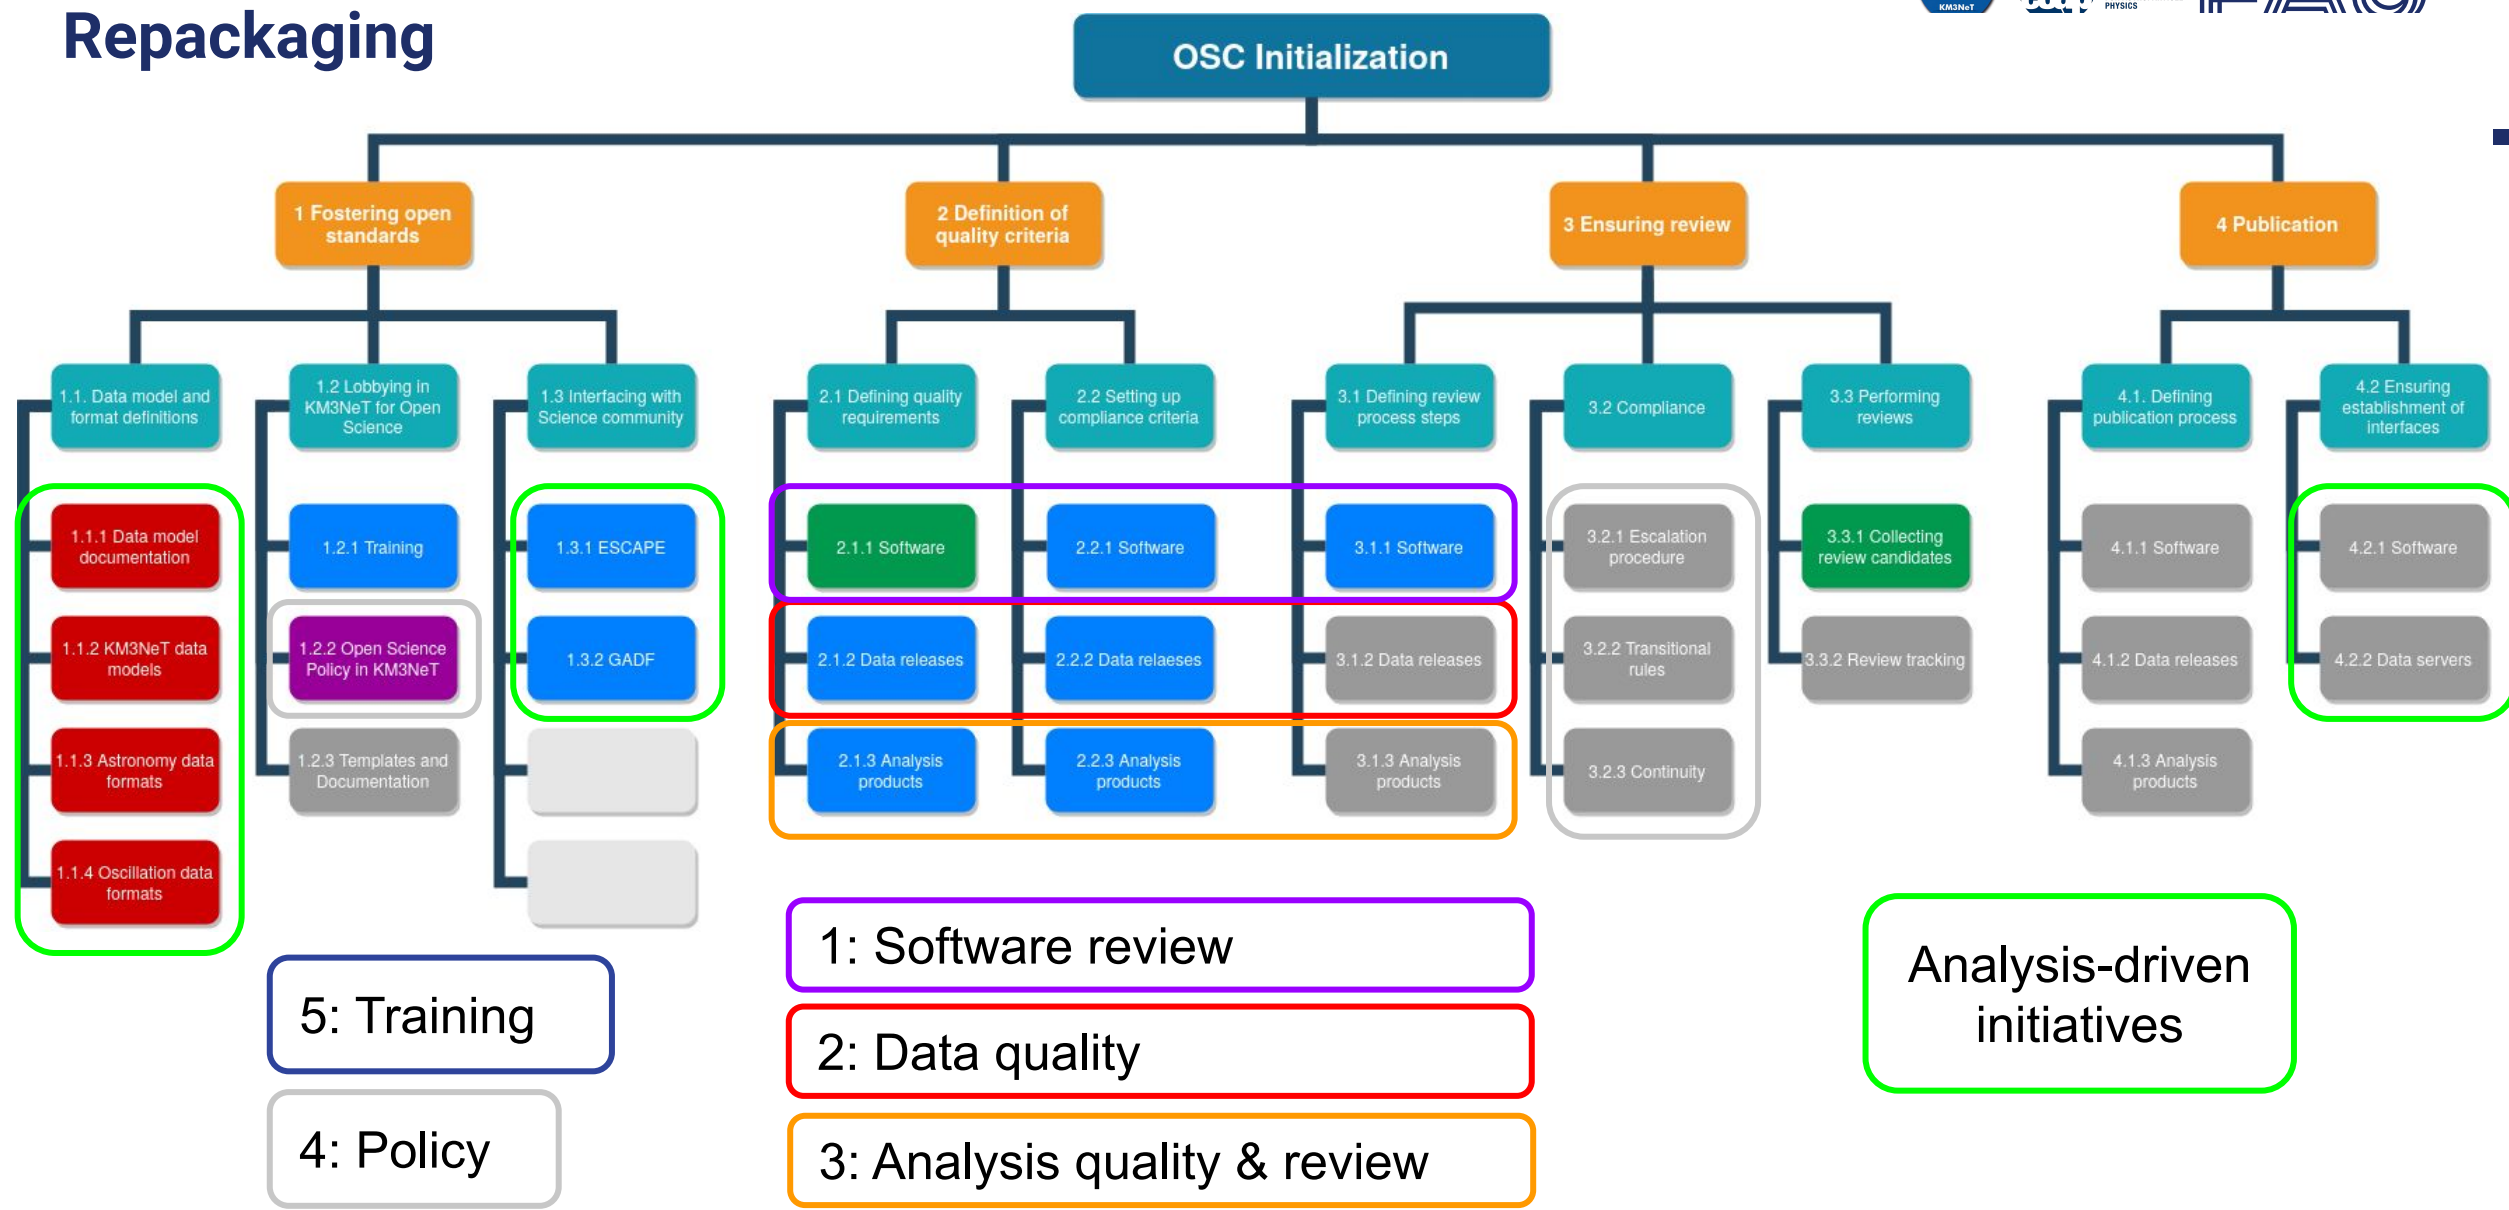 Repackaging
KM3NeT
PHYSICS
OSC Initialization
1 Fostering open
standards
2 Definition of
quality criteria
3 Ensuring review
4 Publication
1.1. Data model and
format definitions
1.2 Lobbying in
KM3NeT for Open
Science
1.3 Interfacing with
Science community
2.1 Defining quality
requirements
2.2 Setting up
compliance criteria
3.1 Defining review
process steps
3.2 Compliance
3.3 Performing
reviews
4.1. Defining
publication process
4.2 Ensuring
establishment of
interfaces
1.1.1 Data model
documentation
1.2.1 Training
1.3.1 ESCAPE
2.1.1 Software
2.2.1 Software
3.1.1 Software
3.2.1 Escalation
procedure
3.3.1 Collecting
review candidates
4.1.1 Software
4.2.1 Software
1.1.2 KM3NeT data
models
1.2.2 Open Science
Policy in KM3NeT
1.3.2 GADF
2.1.2 Data releases
2.2.2 Data relaeses
3.1.2 Data releases
3.2.2 Transitional
rules
3.3.2 Review tracking
4.1.2 Data releases
4.2.2 Data servers
1.1.3 Astronomy data
formats
1.2.3 Templates and
Documentation
2.1.3 Analysis
products
2.2.3 Analysis
products
3.1.3 Analysis
products
3.2.3 Continuity
4.1.3 Analysis
products
1.1.4 Oscillation data
formats
1: Software review
2: Data quality
3: Analysis quality & review
5: Training
4: Policy
Analysis-driven
initiatives